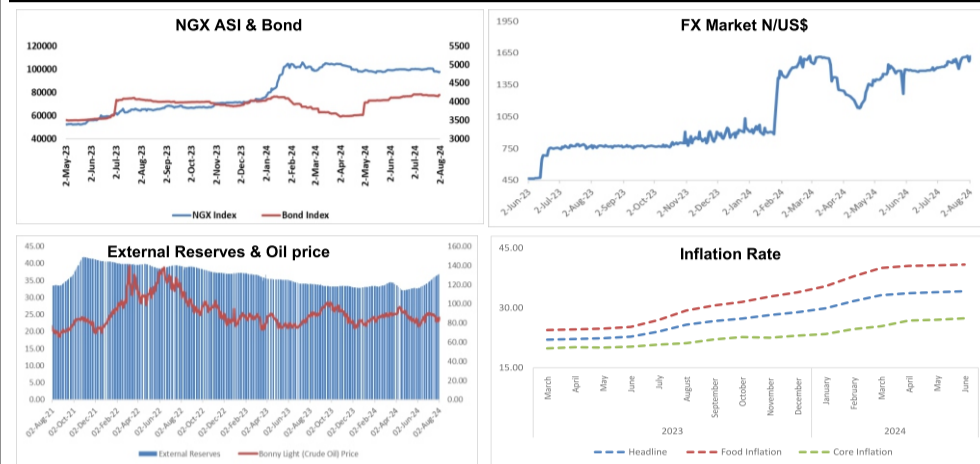 NGX ASI & Bond
120000
100000
80000
60000
40000
5500
5000
4500
4000
3500
3000
2-May-23
2-Jun-23
2-Jul-23
2-Aug-23
2-Sep-23
2-Oct-23
2-Nov-23
2-Dec-23
2-Jan-24
2-Feb-24
2-Mar-24
2-Apr-24
2-May-24
2-Jun-24
2-Jul-24
2-Aug-24
NGX Index
Bond Index
FX Market N/US$
1950
1650
1350
1050
750
450
2-Jun-23
2-Jul-23
2-Aug-23
2-Sep-23
2-Oct-23
2-Nov-23
2-Dec-23
2-Jan-24
2-Feb-24
2-Mar-24
2-Apr-24
2-May-24
2-Jun-24
2-Jul-24
2-Aug-24
External Reserves & Oil price
45.00
40.00
35.00
30.00
25.00
20.00
15.00
10.00
5.00
0.00
160.00
140.00
120.00
100.00
80.00
60.00
40.00
20.00
0.00
02-Aug-21
02-Oct-21
02-Dec-21
02-Feb-22
02-Apr-22
02-Jun-22
02-Aug-22
02-Oct-22
02-Dec-22
02-Feb-23
02-Apr-23
02-Jun-23
02-Aug-23
02-Oct-23
02-Dec-23
02-Feb-24
02-Apr-24
02-Jun-24
02-Aug-24
External Reserves
Bonny Light (Crude Oil) Price
Inflation Rate
45.00
30.00
15.00
March
April
May
June
July
August
September
October
November
December
January
February
March
April
May
June
2023
2024
Headline
Food Inflation
Core Inflation